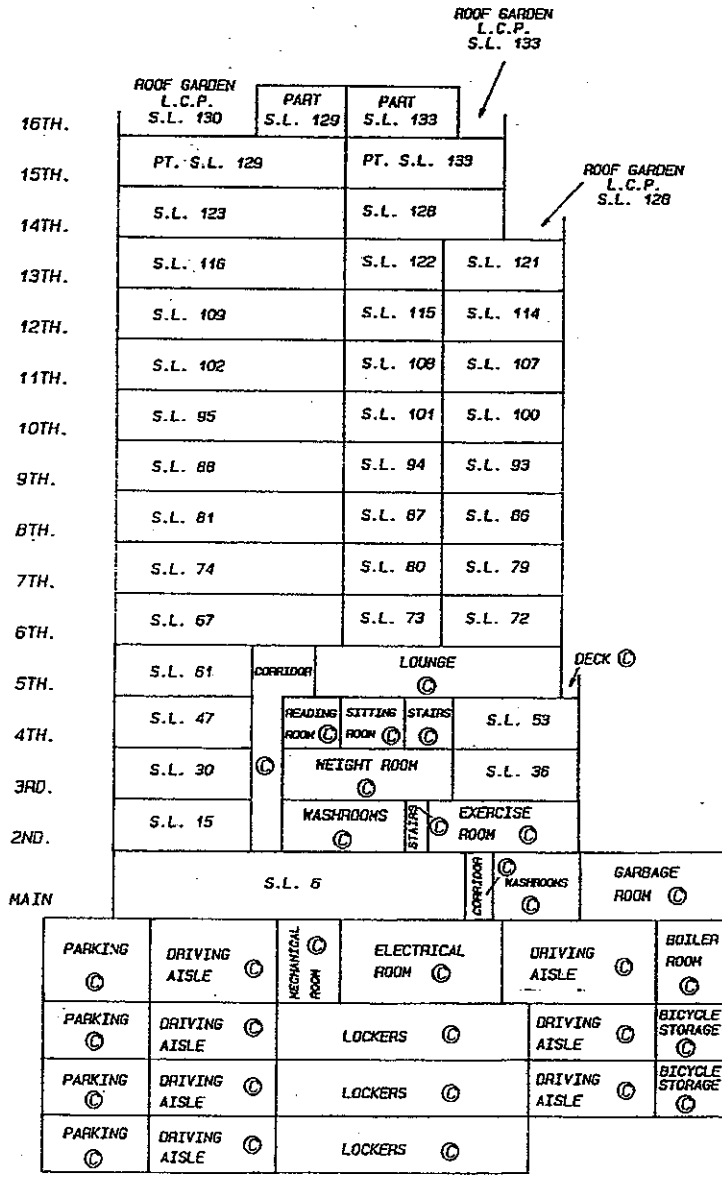 ROOF GARDEN
L.C.P.
S.L. 133
ROOF GARDEN
L.C.P.
S.L. 130
PART
S.L. 129
PART
S.L. 133
16TH.
15TH.
PT. S.L. 129
PT. S.L. 133
ROOF GARDEN
L.C.P.
S.L. 128
14TH.
S.L. 123
S.L. 128
13TH.
S.L. 116
S.L. 122
S.L. 121
12TH.
S.L. 109
S.L. 115
S.L. 114
11TH.
S.L. 102
S.L. 108
S.L. 107
10TH.
S.L. 95
S.L. 101
S.L. 100
9TH.
S.L. 88
S.L. 94
S.L. 93
8TH.
S.L. 81
S.L. 87
S.L. 86
7TH.
S.L. 74
S.L. 80
S.L. 79
6TH.
S.L. 67
S.L. 73
S.L. 72
5TH.
S.L. 61
CORRIDOR
LOUNGE
©
DECK ©
4TH.
S.L. 47
READING
ROOM ©
SITTING
ROOM ©
STAIRS
©
S.L. 53
3RD.
S.L. 30
©
WEIGHT ROOM
©
S.L. 36
2ND.
S.L. 15
WASHROOMS
©
STAIRS
©
EXERCISE
ROOM ©
MAIN
S.L. 6
CORRIDOR
©
WASHROOMS
©
GARBAGE
ROOM ©
PARKING
©
DRIVING
AISLE ©
MECHANICAL
ROOM
©
ELECTRICAL
ROOM ©
DRIVING
AISLE ©
BOILER
ROOM
©
PARKING
©
DRIVING
AISLE ©
LOCKERS ©
DRIVING
AISLE ©
BICYCLE
STORAGE
©
PARKING
©
DRIVING
AISLE ©
LOCKERS ©
DRIVING
AISLE ©
BICYCLE
STORAGE
©
PARKING
©
DRIVING
AISLE ©
LOCKERS ©